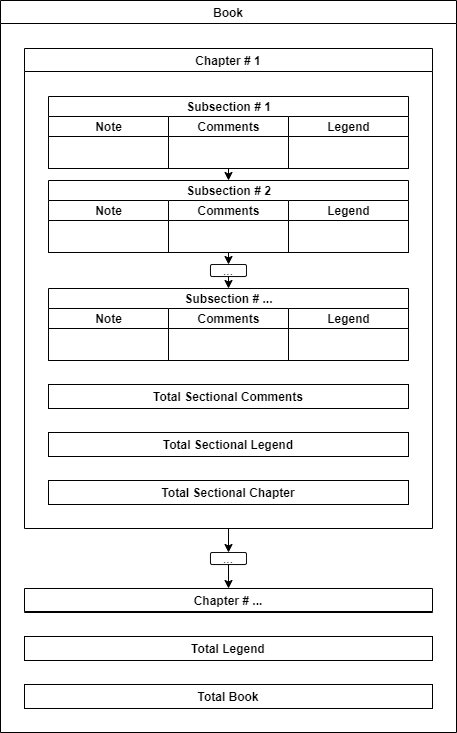 Book
Chapter # 1
Subsection # 1
Note Comments Legend
Subsection # 2
Note Comments Legend
...
Subsection # ...
Note Comments Legend
Total Sectional Comments
Total Sectional Legend
Total Sectional Chapter
...
Chapter # ...
Total Legend
Total Book